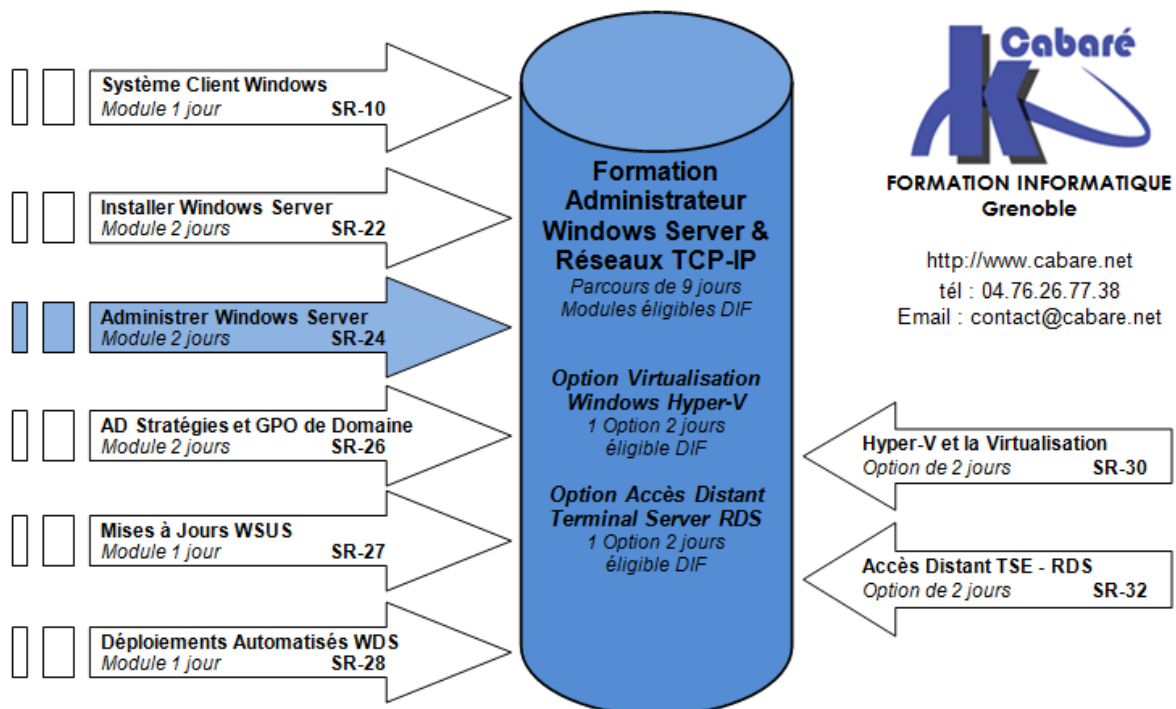 Système Client Windows
Module 1 jour SR-10
Installer Windows Server
Module 2 jours SR-22
Administrer Windows Server
Module 2 jours SR-24
AD Stratégies et GPO de Domaine
Module 2 jours SR-26
Mises à Jours WSUS
Module 1 jour SR-27
Déploiements Automatisés WDS
Module 1 jour SR-28
Formation
Administrateur
Windows Server &
Réseaux TCP-IP
Parcours de 9 jours
Modules éligibles DIF
Option Virtualisation
Windows Hyper-V
1 Option 2 jours
éligible DIF
Option Accès Distant
Terminal Server RDS
1 Option 2 jours
éligible DIF
Cabaré
FORMATION INFORMATIQUE
Grenoble
http://www.cabare.net
tél : 04.76.26.77.38
Email : contact@cabare.net
Hyper-V et la Virtualisation
Option de 2 jours SR-30
Accès Distant TSE - RDS
Option de 2 jours SR-32